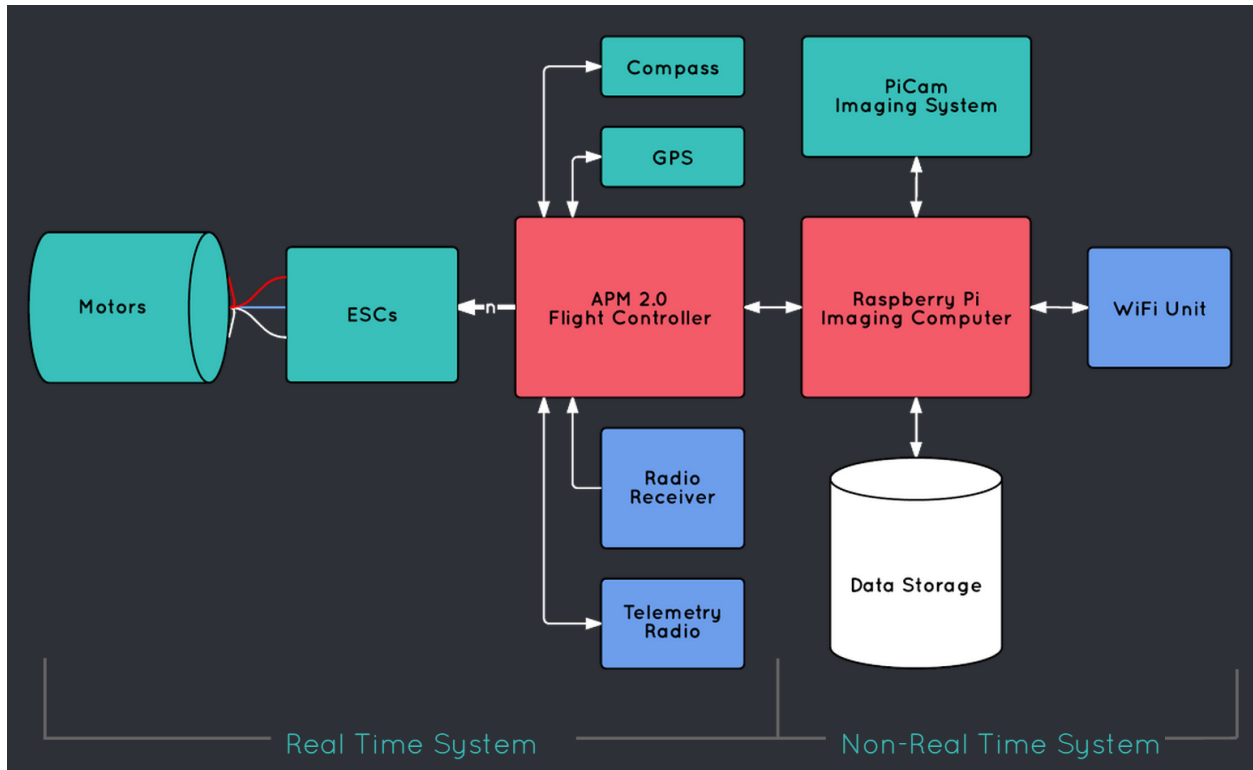 Compass
PiCam
Imaging System
GPS
Motors
ESCs
n
APM 2.0
Flight Controller
Raspberry Pi
Imaging Computer
WiFi Unit
Radio
Receiver
Telemetry
Radio
Data Storage
Real Time System
Non-Real Time System